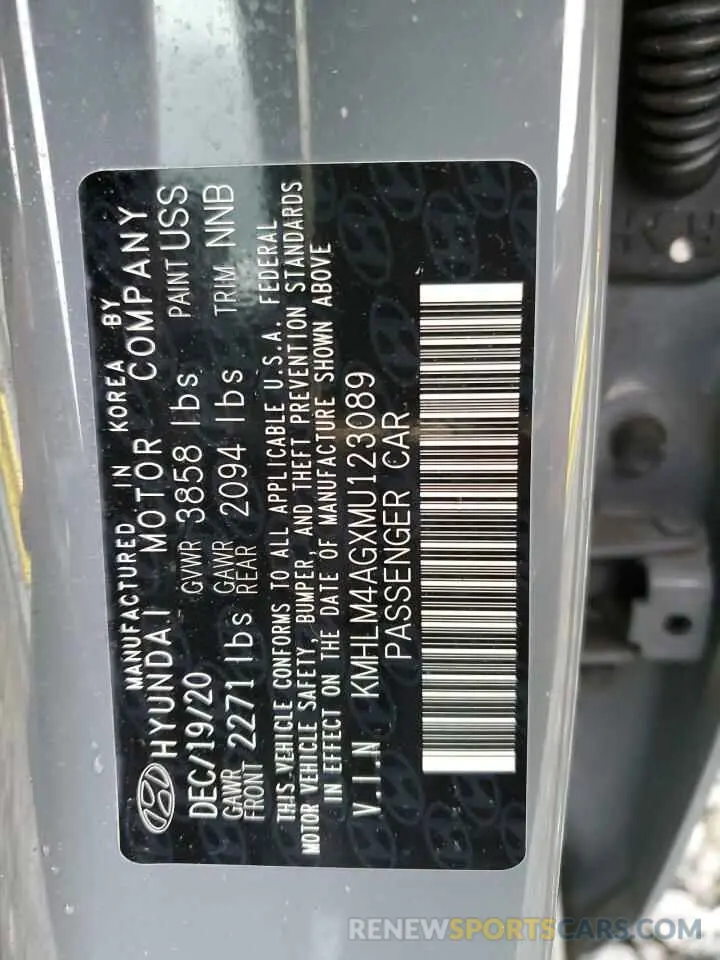 MANUFACTURED IN KOREA BY
HYUNDAI MOTOR COMPANY
DEC/19/20 GVWR 3858 lbs PAINT USS
GAWR FRONT 2271 lbs GAWR REAR 2094 lbs TRIM NNB
THIS VEHICLE CONFORMS TO ALL APPLICABLE U.S.A. FEDERAL
MOTOR VEHICLE SAFETY, BUMPER, AND THEFT PREVENTION STANDARDS
IN EFFECT ON THE DATE OF MANUFACTURE SHOWN ABOVE
V.I.N KMHLM4AGXMU123089
PASSENGER CAR
RENEWSPORTSCARS.COM